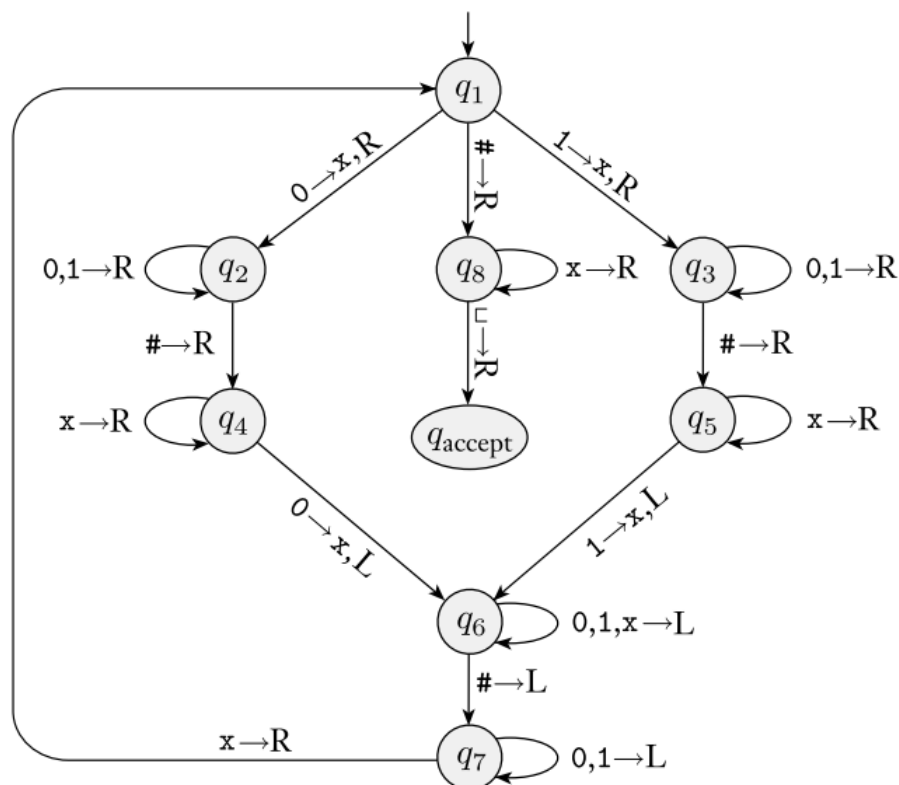 q₁
0→x,R
#→R
1→x,R
0,1→R
q₂
q₈
x→R
q₃
0,1→R
#→R
⊔→R
#→R
x→R
q₄
q_accept
q₅
x→R
0→x,L
1→x,L
q₆
0,1,x→L
#→L
x→R
q₇
0,1→L